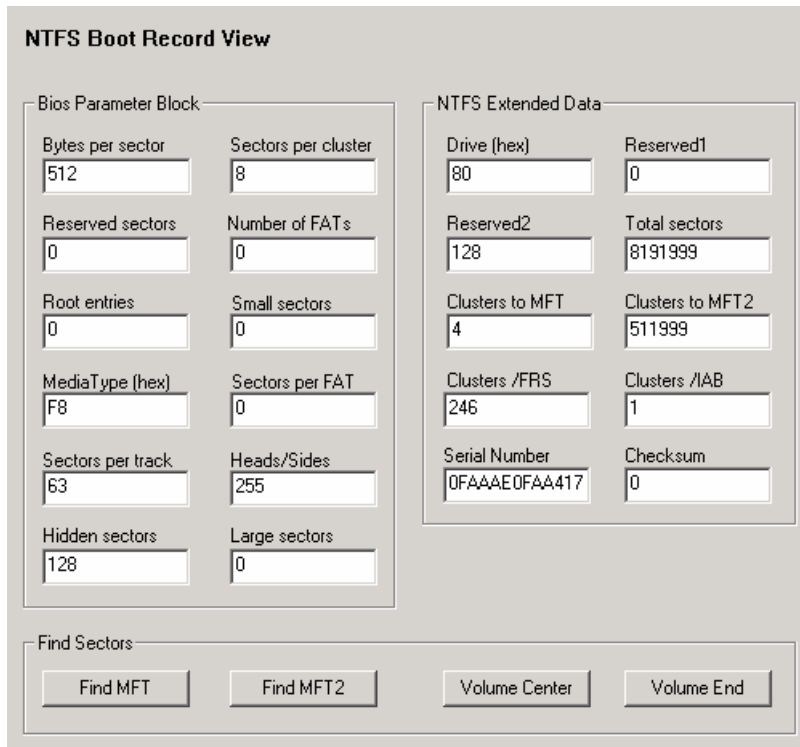 NTFS Boot Record View
Bios Parameter Block
Bytes per sector
512
Sectors per cluster
8
Reserved sectors
0
Number of FATs
0
Root entries
0
Small sectors
0
MediaType (hex)
F8
Sectors per FAT
0
Sectors per track
63
Heads/Sides
255
Hidden sectors
128
Large sectors
0
NTFS Extended Data
Drive (hex)
80
Reserved1
0
Reserved2
128
Total sectors
8191999
Clusters to MFT
4
Clusters to MFT2
511999
Clusters /FRS
246
Clusters /IAB
1
Serial Number
0FAAAE0FAA417
Checksum
0
Find Sectors
Find MFT
Find MFT2
Volume Center
Volume End